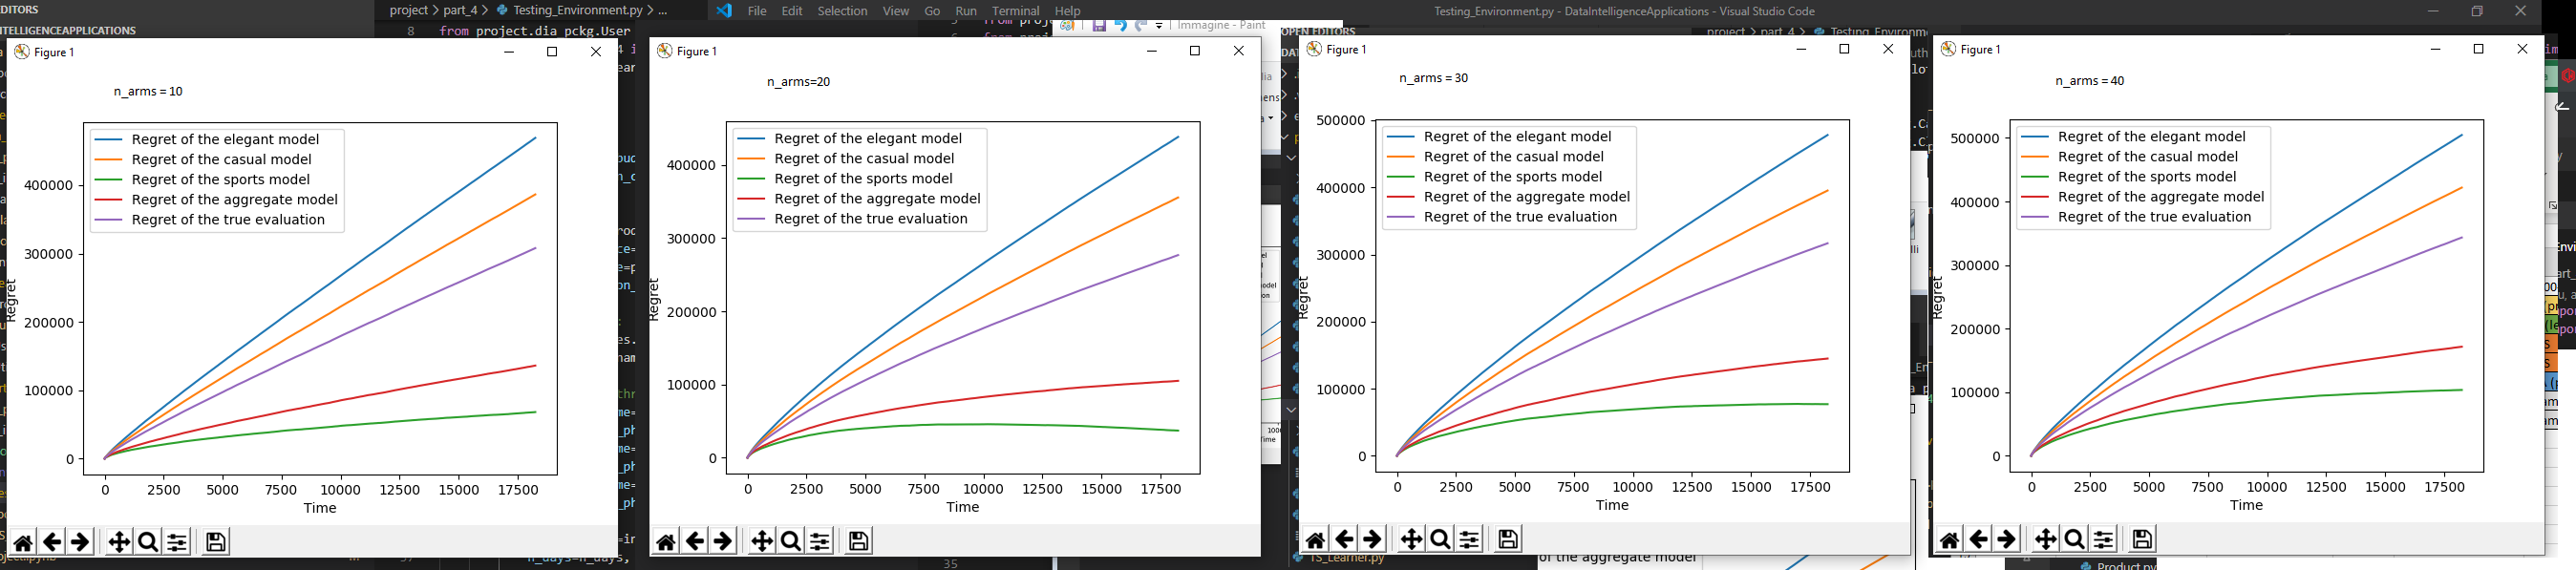 DITORS
NTELLIGENCEAPPLICATIONS
project > part_4 > Testing_Environment.py > ...
8 from project.dia_pckg.User
File Edit Selection View Go Run Terminal Help
Immagine - Paint
Testing_Environment.py - DataIntelligenceApplications - Visual Studio Code
OPEN EDITORS
project > part_4 > Testing_Environm
Figure 1
n_arms = 10
Regret of the elegant model
Regret of the casual model
Regret of the sports model
Regret of the aggregate model
Regret of the true evaluation
400000
300000
200000
100000
0
Regret
0 2500 5000 7500 10000 12500 15000 17500
Time
Figure 1
n_arms=20
Regret of the elegant model
Regret of the casual model
Regret of the sports model
Regret of the aggregate model
Regret of the true evaluation
400000
300000
200000
100000
0
Regret
0 2500 5000 7500 10000 12500 15000 17500
Time
Figure 1
n_arms = 30
Regret of the elegant model
Regret of the casual model
Regret of the sports model
Regret of the aggregate model
Regret of the true evaluation
500000
400000
300000
200000
100000
0
Regret
0 2500 5000 7500 10000 12500 15000 17500
Time
Figure 1
n_arms = 40
Regret of the elegant model
Regret of the casual model
Regret of the sports model
Regret of the aggregate model
Regret of the true evaluation
500000
400000
300000
200000
100000
0
Regret
0 2500 5000 7500 10000 12500 15000 17500
Time
n_days=n_days,
35
TS_Learner.py
of the aggregate model
Product.py